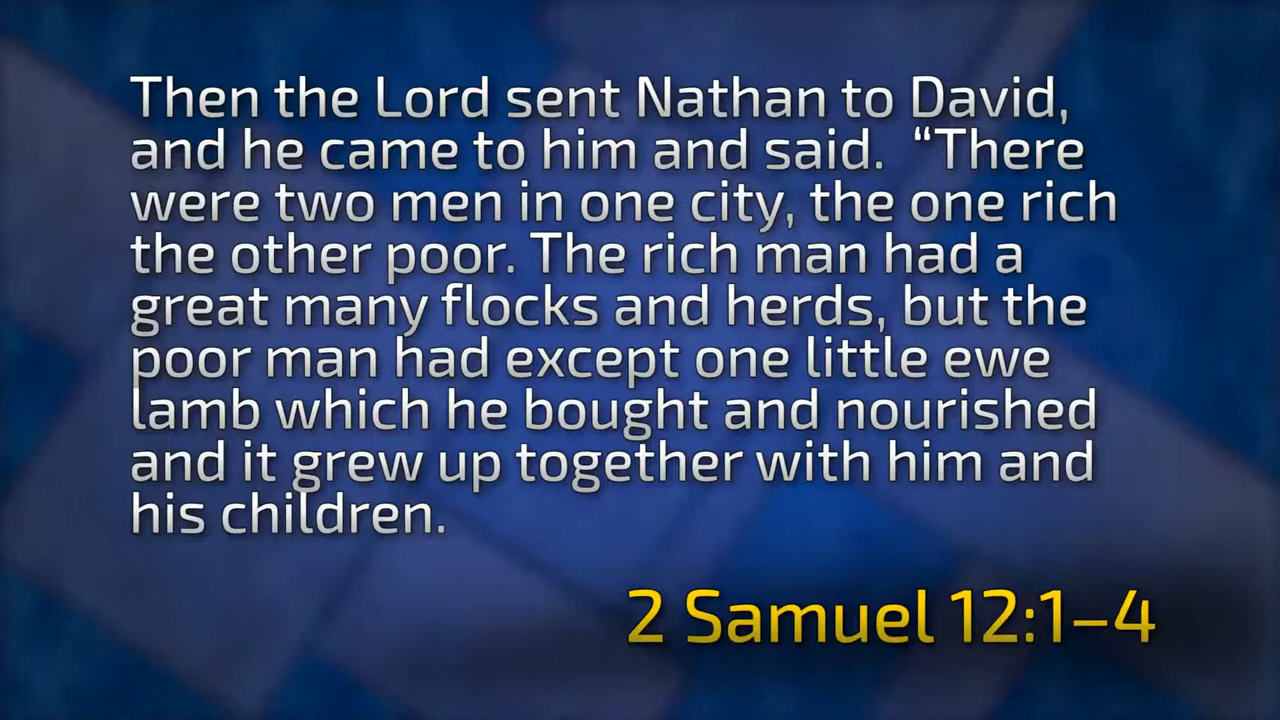 Then the Lord sent Nathan to David,
and he came to him and said.  “There
were two men in one city, the one rich
the other poor. The rich man had a
great many flocks and herds, but the
poor man had except one little ewe
lamb which he bought and nourished
and it grew up together with him and
his children.
2 Samuel 12:1–4